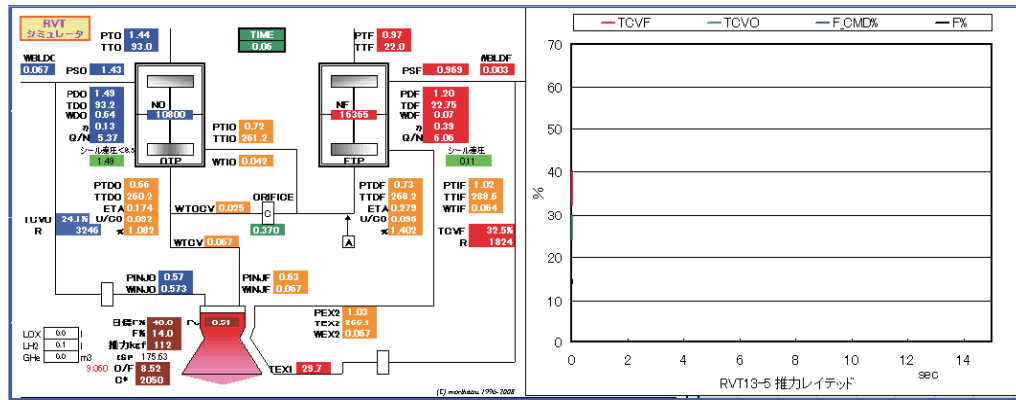 RVT
シミュレータ
PTO 1.44
TTO 93.0
TIME
0.06
PTF 0.97
TTF 22.0
0.067
PSO 1.43
PSF 0.969
WBLDF
0.003
PDO 1.49
TDO 93.2
WDO 0.64
η 0.13
Q/N 5.37
NO
10800
PTIO 0.72
TTIO 261.2
WTIO 0.042
NF
16365
PDF 1.20
TDF 22.75
WDF 0.07
η 0.39
Q/N 6.06
1.49
OTP
FTP
シール差圧
0.11
PTDO 0.66
TTDO 260.2
ETA 0.174
U/C0 0.092
1.082
ORIFICE
WTOCV 0.025
C
0.370
PTDF 0.73
TTDF 268.2
ETA 0.279
U/C0 0.096
1.402
PTIF 1.02
TTIF 288.6
WTIF 0.064
TCVO 24.1%
R 3246
WTCV 0.067
A
TCVF 32.5%
R 1824
PINJO 0.57
WINJO 0.573
PINJF 0.63
WINJF 0.067
目標F% 40.0
0.51
F% 14.0
推力kgf 112
ISP 175.63
9.060 O/F 8.52
C* 2050
PEX2 1.03
TEX2 266.1
WEX2 0.067
LOX 0.0 l
LH2 0.1 l
GHe 0.0 m3
TEX1 29.7
(C) morihatsu 1996-2008
TCVF TCVO F_CMD% F%
70
60
50
40
30
20
10
0
%
0 2 4 6 8 10 12 14
sec
RVT13-5 推力レイテッド